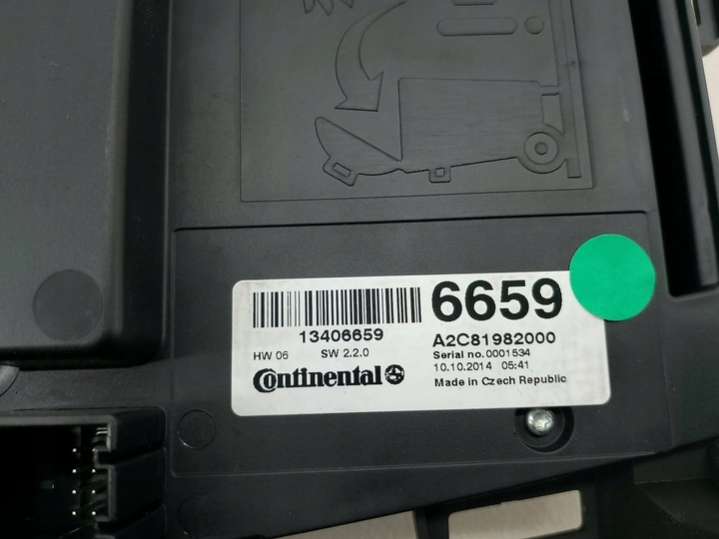 6659
13406659
A2C81982000
HW 06 SW 2.2.0
Serial no. 0001534
10.10.2014 05:41
Continental
Made in Czech Republic